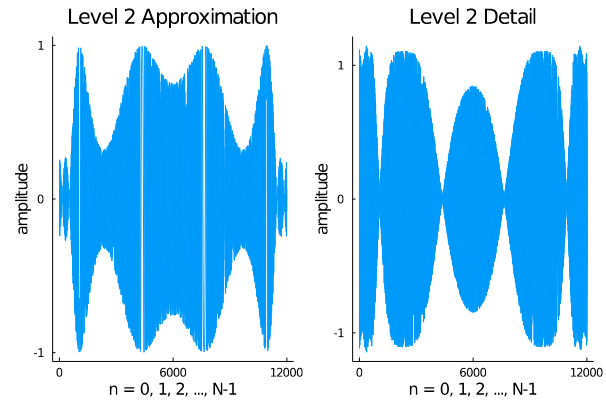 Level 2 Approximation
1
0
-1
amplitude
0
6000
12000
n = 0, 1, 2, ..., N-1
Level 2 Detail
1
0
-1
amplitude
0
6000
12000
n = 0, 1, 2, ..., N-1